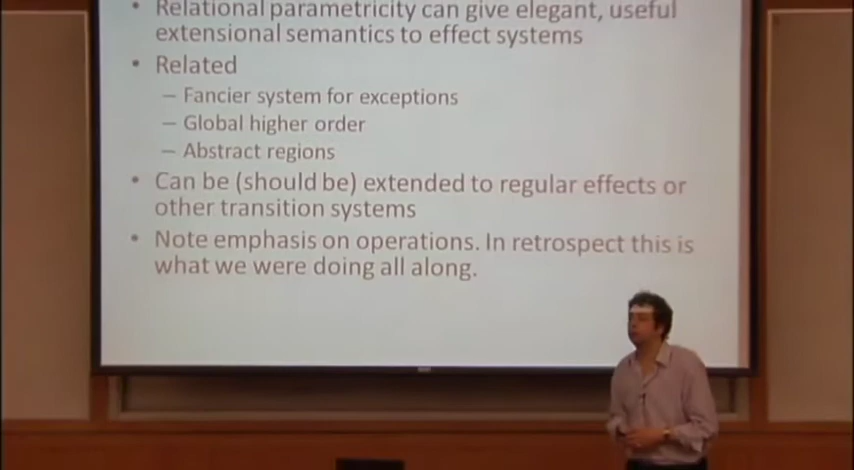 • Relational parametricity can give elegant, useful
extensional semantics to effect systems
• Related
– Fancier system for exceptions
– Global higher order
– Abstract regions
• Can be (should be) extended to regular effects or
other transition systems
• Note emphasis on operations. In retrospect this is
what we were doing all along.